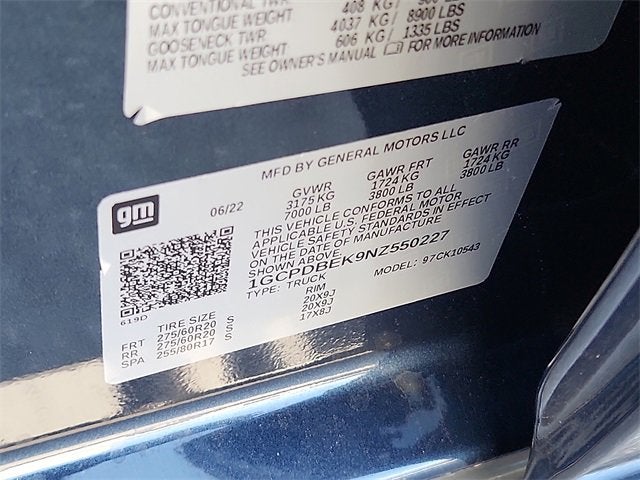 CONVENTIONAL TWR 408 KG/ 900 LBS
MAX TONGUE WEIGHT 4037 KG/ 8900 LBS
GOOSENECK TWR 606 KG/ 1335 LBS
MAX TONGUE WEIGHT
SEE OWNER'S MANUAL FOR MORE INFORMATION
MFD BY GENERAL MOTORS LLC
gm
06/22
GVWR GAWR FRT GAWR RR
3175 KG 1724 KG 1724 KG
7000 LB 3800 LB 3800 LB
THIS VEHICLE CONFORMS TO ALL
APPLICABLE U.S. FEDERAL MOTOR
VEHICLE SAFETY STANDARDS IN EFFECT
ON THE DATE OF MANUFACTURE
SHOWN ABOVE
1GCPDBEK9NZ550227
TYPE: TRUCK MODEL: 97CK10543
619D
TIRE SIZE RIM
FRT 275/60R20 S 20X9J
RR 275/60R20 S 20X9J
SPA 255/80R17 S 17X8J